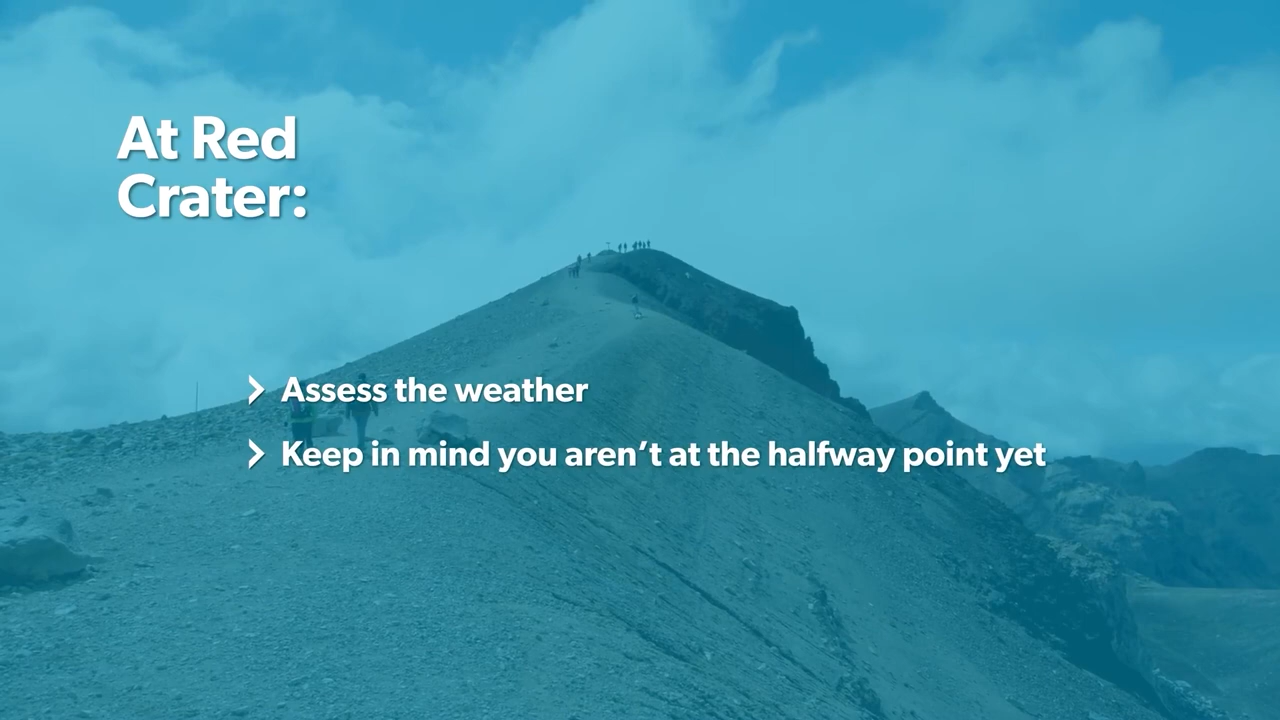 At Red
Crater:
Assess the weather
Keep in mind you aren’t at the halfway point yet